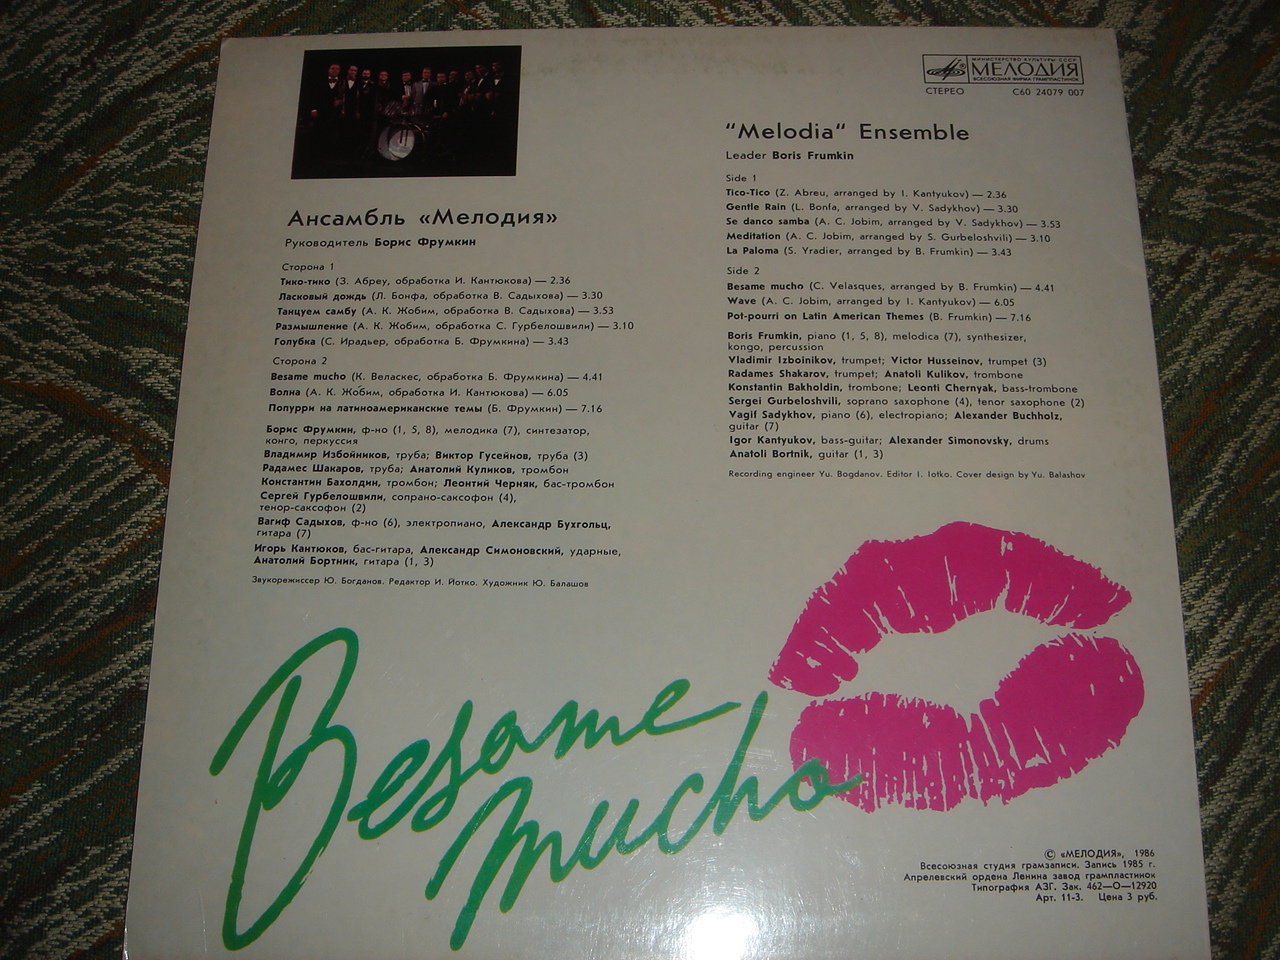 МИНИСТЕРСТВО КУЛЬТУРЫ СССР
МЕЛОДИЯ
ВСЕСОЮЗНАЯ ФИРМА ГРАМПЛАСТИНОК
СТЕРЕО С60 24079 007
Ансамбль «Мелодия»
Руководитель Борис Фрумкин
Сторона 1
Тико-тико (З. Абреу, обработка И. Кантюкова) — 2.36
Ласковый дождь (Л. Бонфа, обработка В. Садыхова) — 3.30
Танцуем самбу (А. К. Жобим, обработка В. Садыхова) — 3.53
Размышление (А. К. Жобим, обработка С. Гурбелошвили) — 3.10
Голубка (С. Ирадьер, обработка Б. Фрумкина) — 3.43
Сторона 2
Besame mucho (К. Веласкес, обработка Б. Фрумкина) — 4.41
Волна (А. К. Жобим, обработка И. Кантюкова) — 6.05
Попурри на латиноамериканские темы (Б. Фрумкин) — 7.16
Борис Фрумкин, ф-но (1, 5, 8), мелодика (7), синтезатор,
конго, перкуссия
Владимир Избойников, труба; Виктор Гусейнов, труба (3)
Радамес Шакаров, труба; Анатолий Куликов, тромбон
Константин Бахолдин, тромбон; Леонтий Черняк, бас-тромбон
Сергей Гурбелошвили, сопрано-саксофон (4),
тенор-саксофон (2)
Вагиф Садыхов, ф-но (6), электропиано, Александр Бухгольц,
гитара (7)
Игорь Кантюков, бас-гитара, Александр Симоновский, ударные,
Анатолий Бортник, гитара (1, 3)
Звукорежиссер Ю. Богданов. Редактор И. Йотко. Художник Ю. Балашов
"Melodia" Ensemble
Leader Boris Frumkin
Side 1
Tico-Tico (Z. Abreu, arranged by I. Kantyukov) — 2.36
Gentle Rain (L. Bonfa, arranged by V. Sadykhov) — 3.30
Se danco samba (A. C. Jobim, arranged by V. Sadykhov) — 3.53
Meditation (A. C. Jobim, arranged by S. Gurbeloshvili) — 3.10
La Paloma (S. Yradier, arranged by B. Frumkin) — 3.43
Side 2
Besame mucho (C. Velasques, arranged by B. Frumkin) — 4.41
Wave (A. C. Jobim, arranged by I. Kantyukov) — 6.05
Pot-pourri on Latin American Themes (B. Frumkin) — 7.16
Boris Frumkin, piano (1, 5, 8), melodica (7), synthesizer,
kongo, percussion
Vladimir Izboinikov, trumpet; Victor Husseinov, trumpet (3)
Radames Shakarov, trumpet; Anatoli Kulikov, trombone
Konstantin Bakholdin, trombone; Leonti Chernyak, bass-trombone
Sergei Gurbeloshvili, soprano saxophone (4), tenor saxophone (2)
Vagif Sadykhov, piano (6), electropiano; Alexander Buchholz,
guitar (7)
Igor Kantyukov, bass-guitar; Alexander Simonovsky, drums
Anatoli Bortnik, guitar (1, 3)
Recording engineer Yu. Bogdanov. Editor I. Iotko. Cover design by Yu. Balashov
Besame
mucho
© «МЕЛОДИЯ», 1986
Всесоюзная студия грамзаписи. Запись 1985 г.
Апрелевский ордена Ленина завод грампластинок
Типография АЗГ. Зак. 462—О—12920
Арт. 11-3. Цена 3 руб.